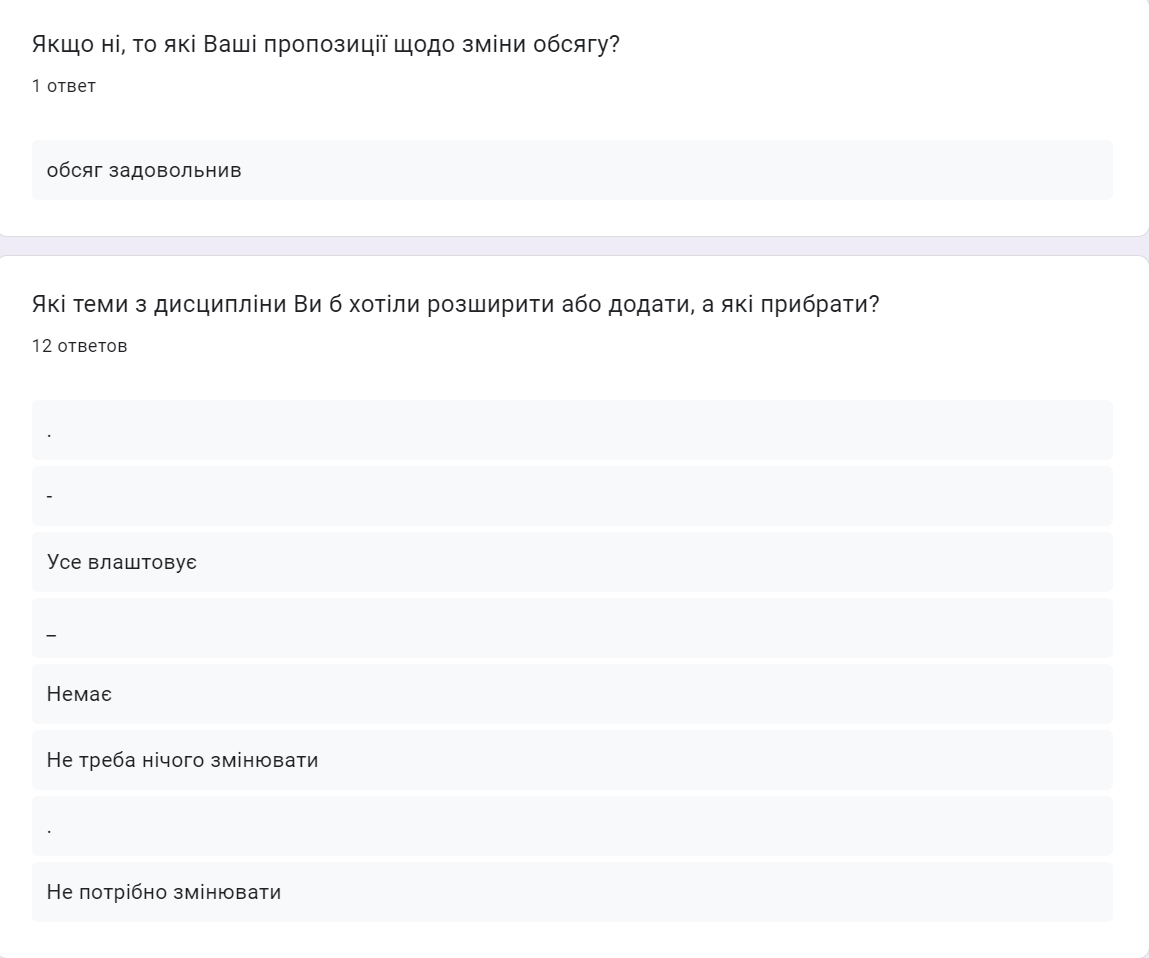 Якщо ні, то які Ваші пропозиції щодо зміни обсягу?
1 ответ
обсяг задовольнив
Які теми з дисципліни Ви б хотіли розширити або додати, а які прибрати?
12 ответов
.
-
Усе влаштовує
_
Немає
Не треба нічого змінювати
.
Не потрібно змінювати